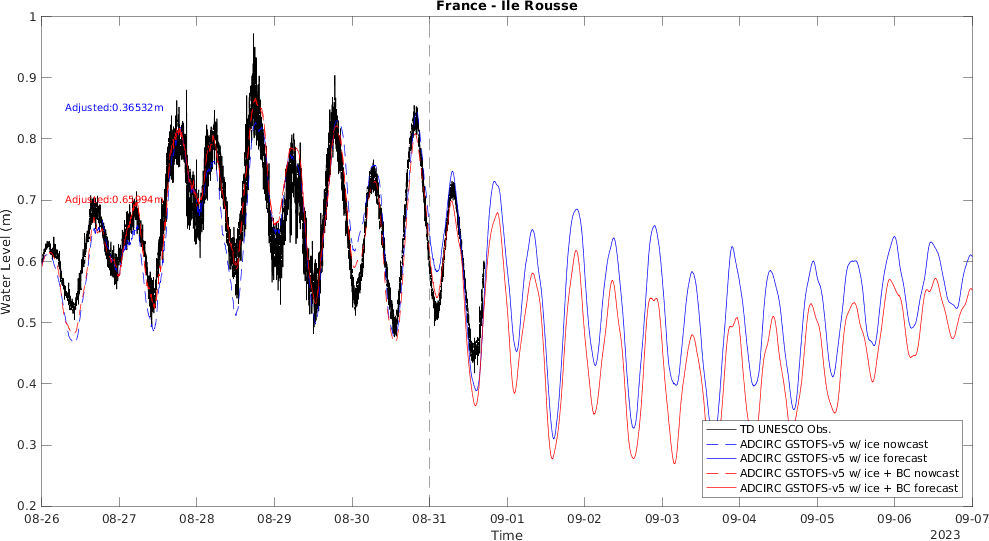 France - Ile Rousse
1
0.9
0.8
0.7
0.6
0.5
0.4
0.3
0.2
Water Level (m)
Adjusted:0.36532m
Adjusted:0.65994m
TD UNESCO Obs.
ADCIRC GSTOFS-v5 w/ ice nowcast
ADCIRC GSTOFS-v5 w/ ice forecast
ADCIRC GSTOFS-v5 w/ ice + BC nowcast
ADCIRC GSTOFS-v5 w/ ice + BC forecast
08-26 08-27 08-28 08-29 08-30 08-31 09-01 09-02 09-03 09-04 09-05 09-06 09-07
Time
2023